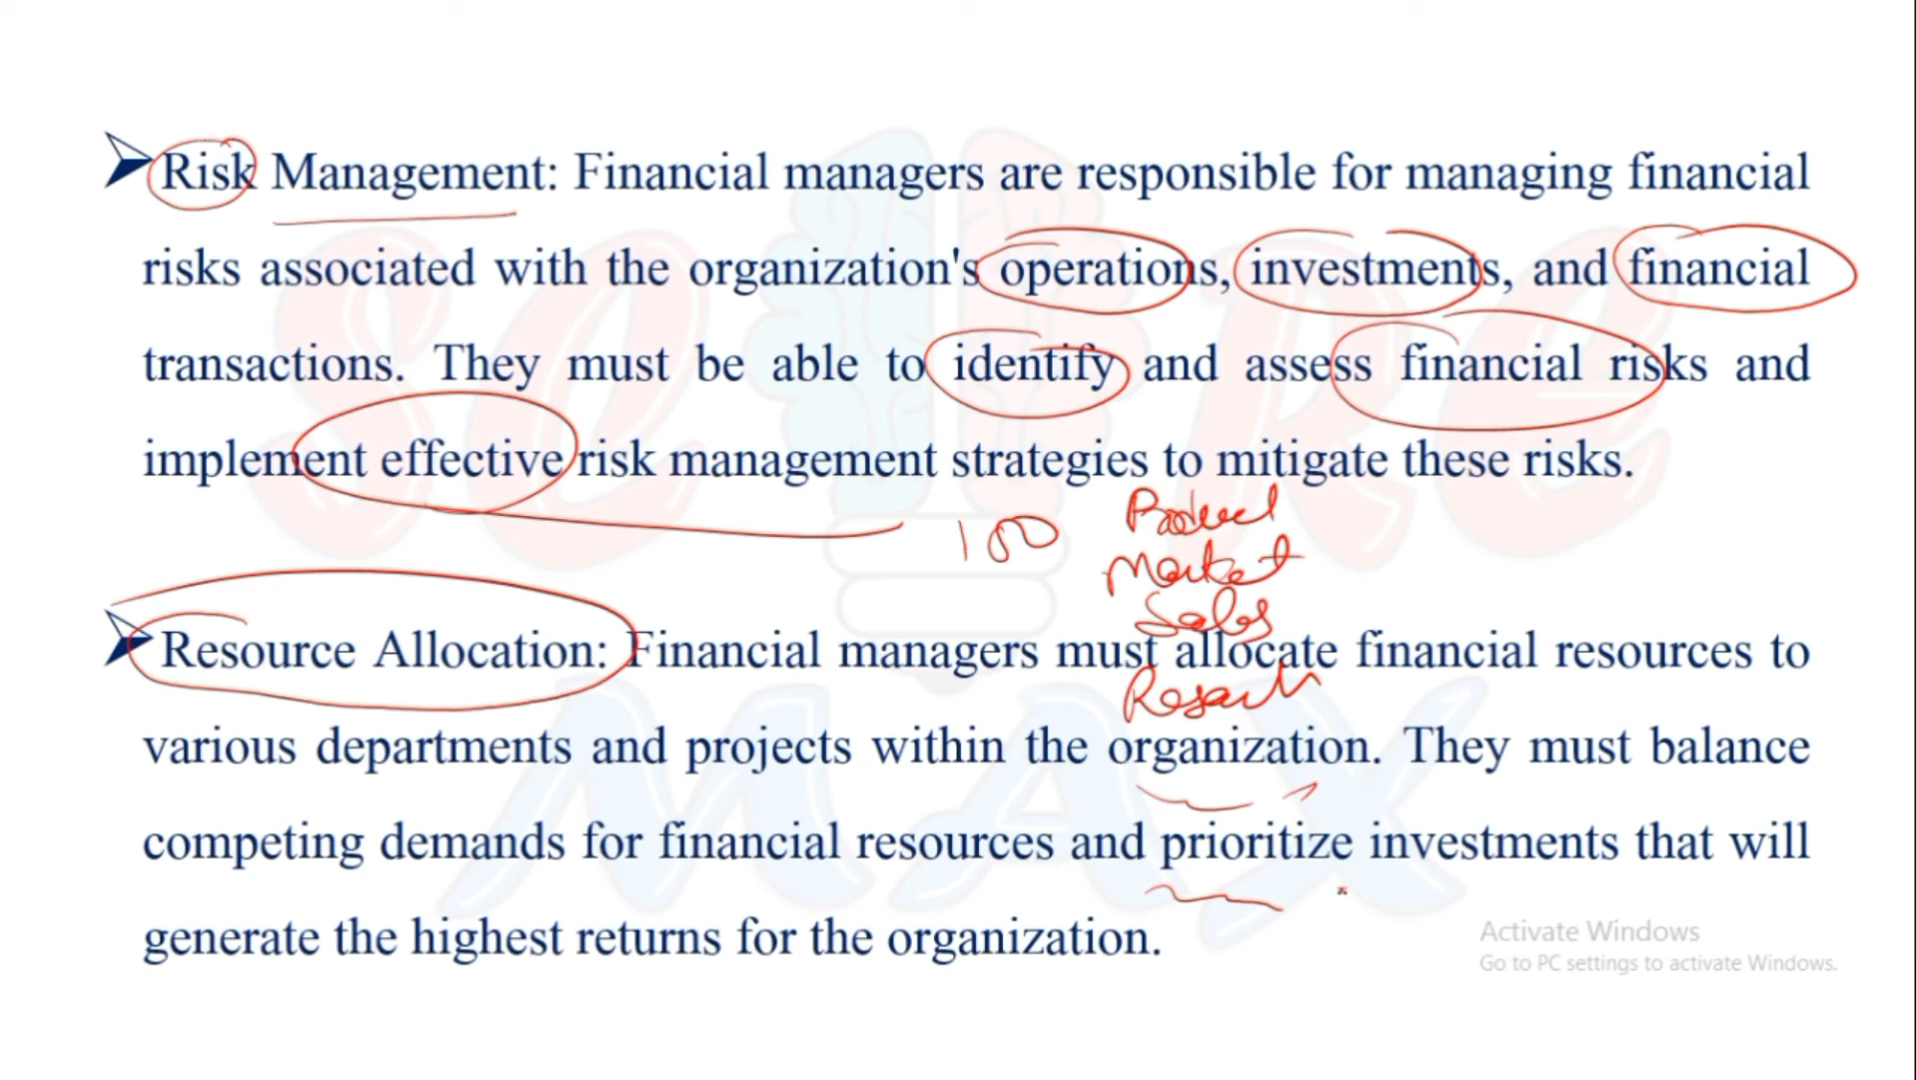 Risk Management: Financial managers are responsible for managing financial
risks associated with the organization's operations, investments, and financial
transactions. They must be able to identify and assess financial risks and
implement effective risk management strategies to mitigate these risks.
100
Product
Market
Sales
Resource Allocation: Financial managers must allocate financial resources to
various departments and projects within the organization. They must balance
competing demands for financial resources and prioritize investments that will
generate the highest returns for the organization.
SCORE
MAX
Activate Windows
Go to PC settings to activate Windows.